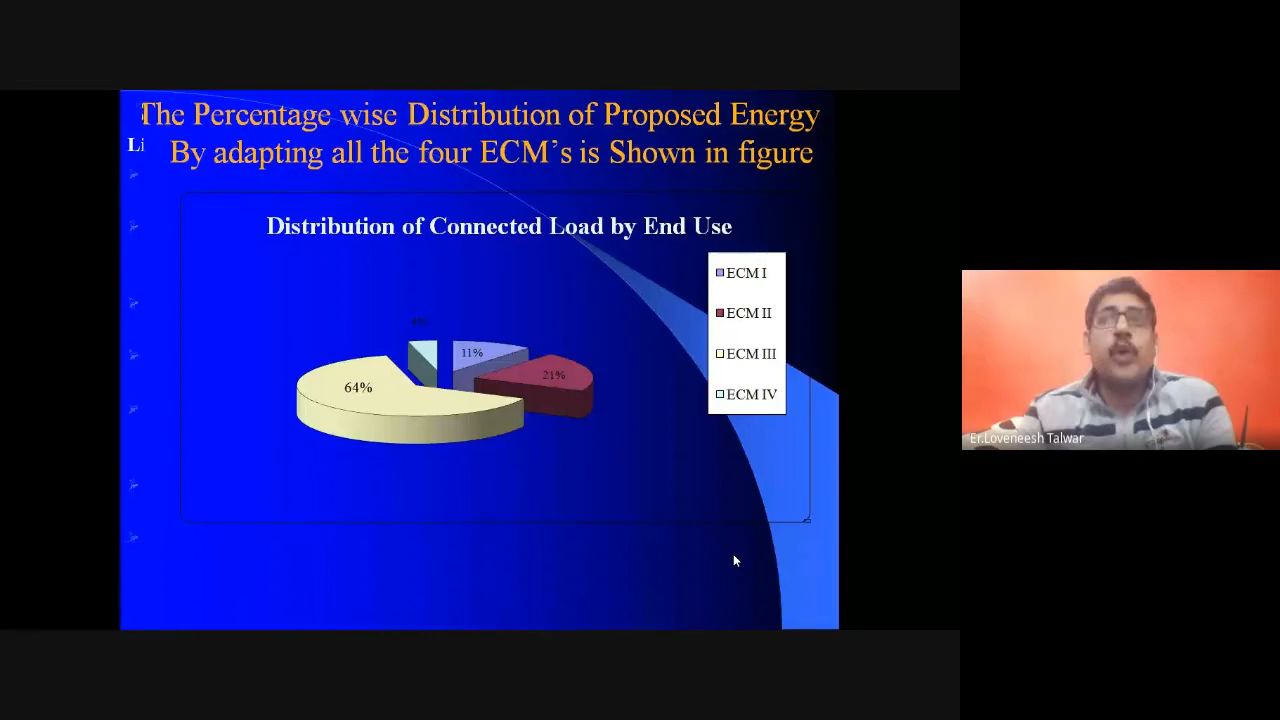 The Percentage wise Distribution of Proposed Energy
By adapting all the four ECM's is Shown in figure
Li
Distribution of Connected Load by End Use
ECM I
ECM II
ECM III
ECM IV
11%
21%
64%
Er.Loveneesh Talwar